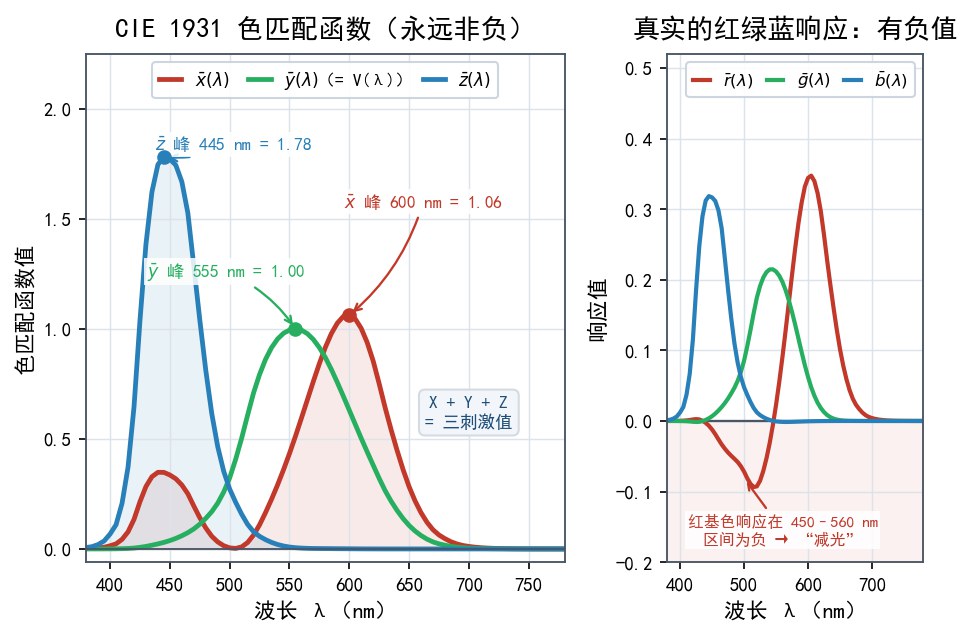 CIE 1931 色匹配函数（永远非负）
x̄(λ)
ȳ(λ) (= V(λ))
z̄(λ)
2.0
1.5
1.0
0.5
0.0
色匹配函数值
z̄ 峰 445 nm = 1.78
x̄ 峰 600 nm = 1.06
ȳ 峰 555 nm = 1.00
X + Y + Z
= 三刺激值
400
450
500
550
600
650
700
750
波长 λ（nm）
真实的红绿蓝响应：有负值
r̄(λ)
ḡ(λ)
b̄(λ)
0.5
0.4
0.3
0.2
0.1
0.0
−0.1
−0.2
响应值
红基色响应在 450–560 nm
区间为负 → “减光”
400
500
600
700
波长 λ（nm）